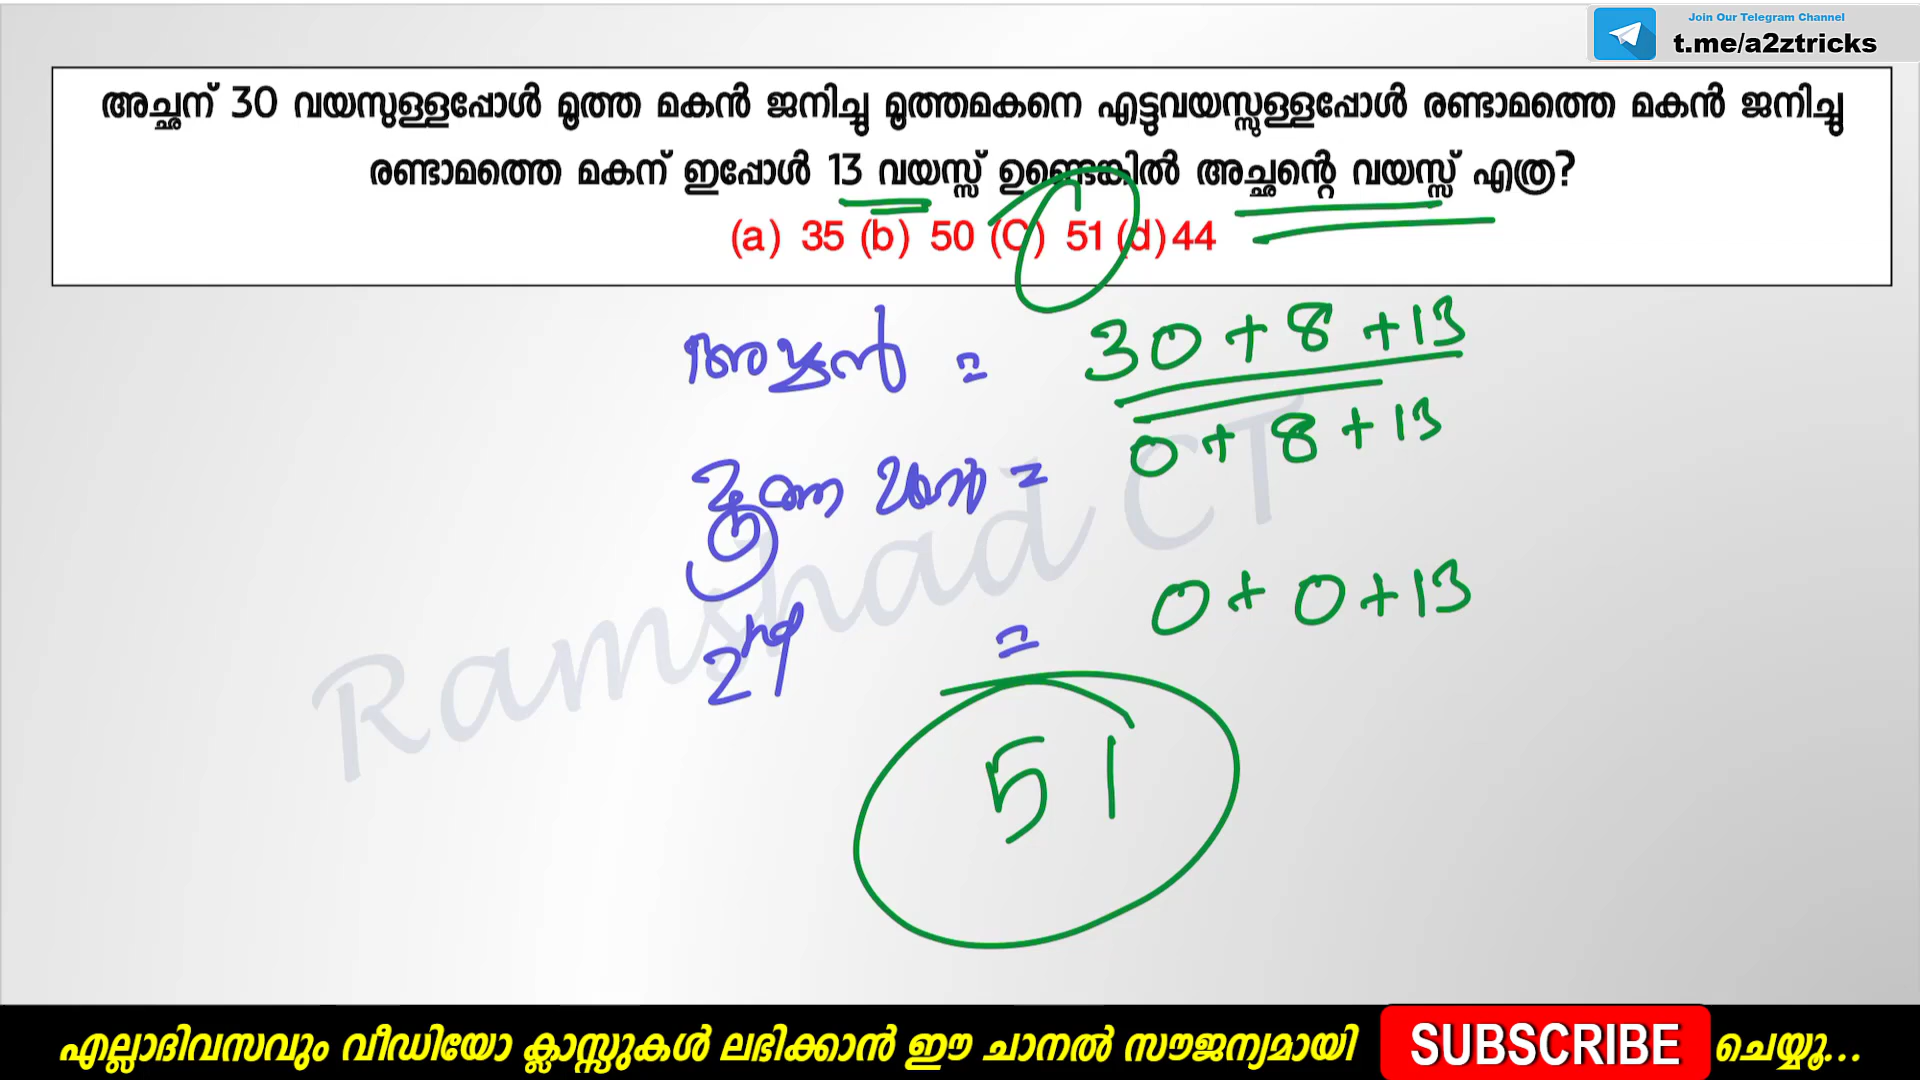 Join Our Telegram Channel
t.me/a2ztricks
അച്ഛന് 30 വയസുള്ളപ്പോൾ മൂത്ത മകൻ ജനിച്ചു മൂത്തമകനെ എട്ടുവയസ്സുള്ളപ്പോൾ രണ്ടാമത്തെ മകൻ ജനിച്ചു
രണ്ടാമത്തെ മകന് ഇപ്പോൾ 13 വയസ്സ് ഉണ്ടെങ്കിൽ അച്ഛന്റെ വയസ്സ് എത്ര?
(a) 35 (b) 50 (C) 51 (d) 44
അച്ഛൻ = 30 + 8 + 13
മൂത്ത മകൻ = 0 + 8 + 13
2nd = 0 + 0 + 13
51
Ramshad CT
എല്ലാദിവസവും വീഡിയോ ക്ലാസ്സുകൾ ലഭിക്കാൻ ഈ ചാനൽ സൗജന്യമായി SUBSCRIBE ചെയ്യൂ...